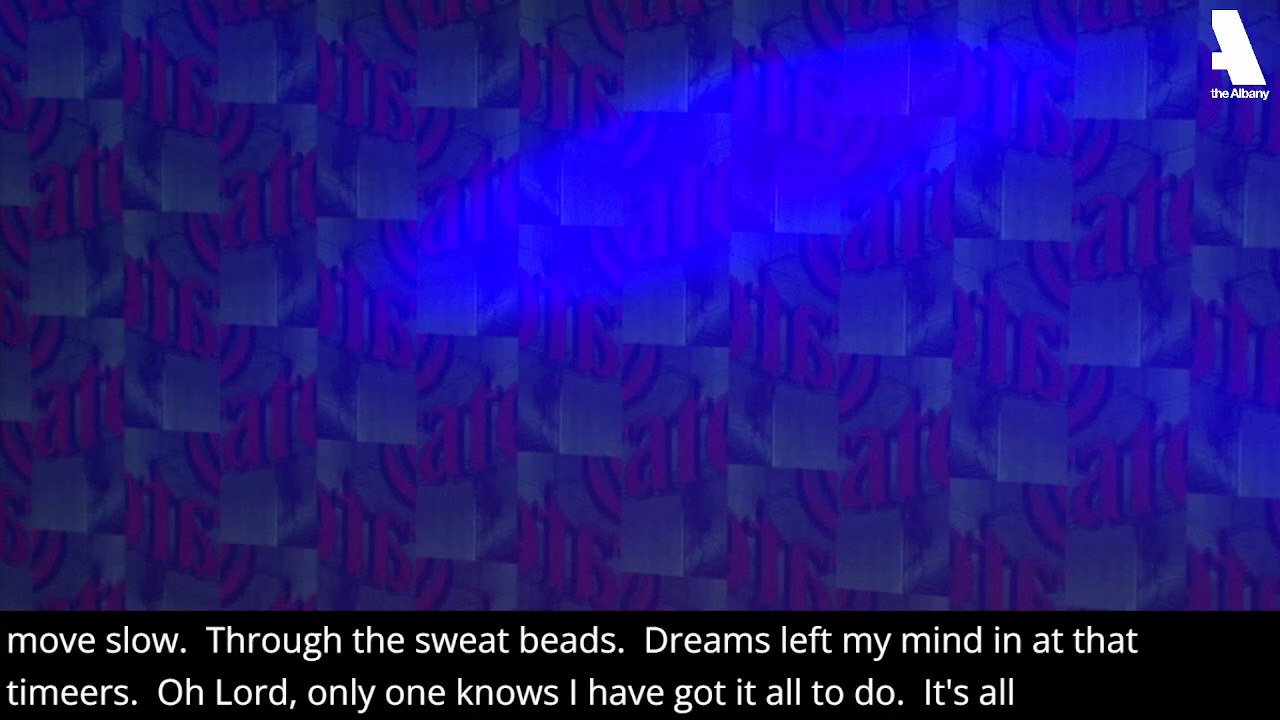 the Albany
move slow.  Through the sweat beads.  Dreams left my mind in at that
timeers.  Oh Lord, only one knows I have got it all to do.  It's all